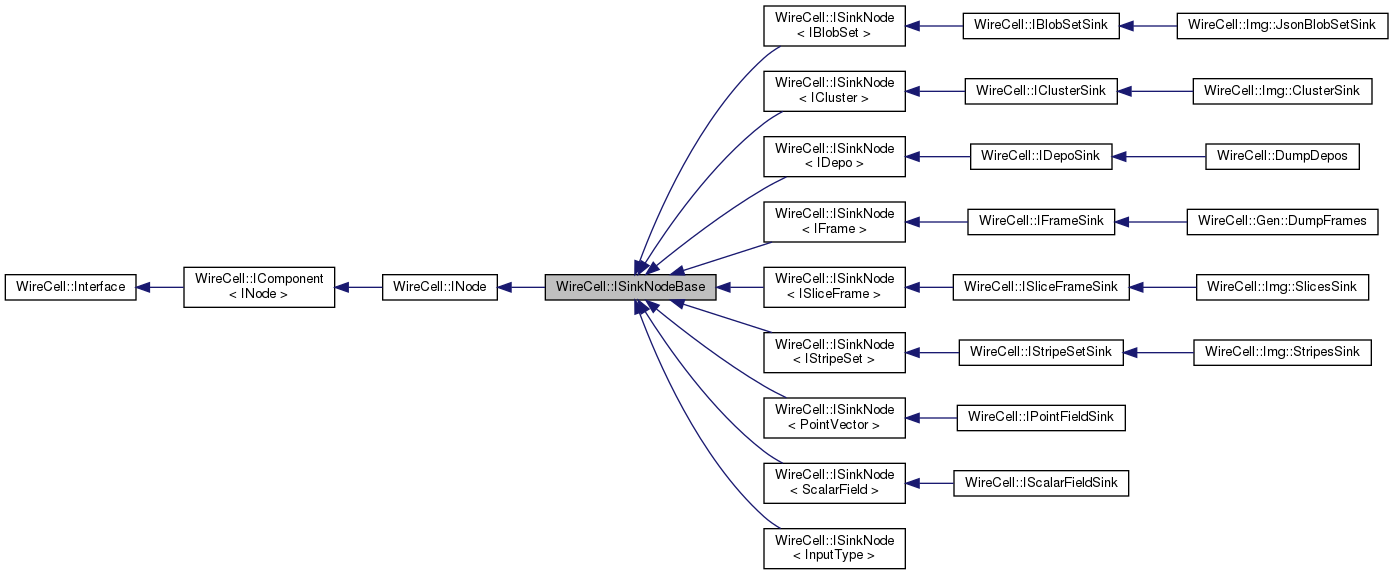 WireCell::ISinkNode
< IBlobSet >
WireCell::IBlobSetSink
WireCell::Img::JsonBlobSetSink
WireCell::ISinkNode
< ICluster >
WireCell::IClusterSink
WireCell::Img::ClusterSink
WireCell::ISinkNode
< IDepo >
WireCell::IDepoSink
WireCell::DumpDepos
WireCell::ISinkNode
< IFrame >
WireCell::IFrameSink
WireCell::Gen::DumpFrames
WireCell::Interface
WireCell::IComponent
< INode >
WireCell::INode
WireCell::ISinkNodeBase
WireCell::ISinkNode
< ISliceFrame >
WireCell::ISliceFrameSink
WireCell::Img::SlicesSink
WireCell::ISinkNode
< IStripeSet >
WireCell::IStripeSetSink
WireCell::Img::StripesSink
WireCell::ISinkNode
< PointVector >
WireCell::IPointFieldSink
WireCell::ISinkNode
< ScalarField >
WireCell::IScalarFieldSink
WireCell::ISinkNode
< InputType >